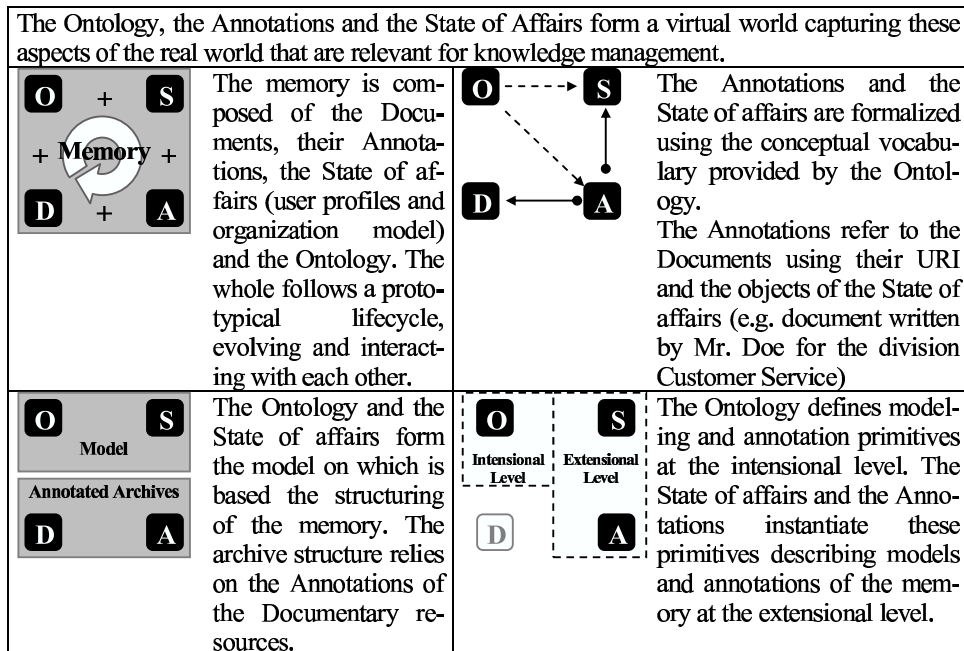 The Ontology, the Annotations and the State of Affairs form a virtual world capturing these
aspects of the real world that are relevant for knowledge management.
O + S
+ Memory +
D + A
The memory is com-
posed of the Docu-
ments, their Annota-
tions, the State of af-
fairs (user profiles and
organization model)
and the Ontology. The
whole follows a proto-
typical lifecycle,
evolving and interact-
ing with each other.
O S
D A
The Annotations and the
State of affairs are formalized
using the conceptual vocabu-
lary provided by the Ontol-
ogy.
The Annotations refer to the
Documents using their URI
and the objects of the State of
affairs (e.g. document written
by Mr. Doe for the division
Customer Service)
O S
Model
Annotated Archives
D A
The Ontology and the
State of affairs form
the model on which is
based the structuring
of the memory. The
archive structure relies
on the Annotations of
the Documentary re-
sources.
O S
Intensional Extensional
Level Level
D A
The Ontology defines model-
ing and annotation primitives
at the intensional level. The
State of affairs and the Anno-
tations instantiate these
primitives describing models
and annotations of the mem-
ory at the extensional level.